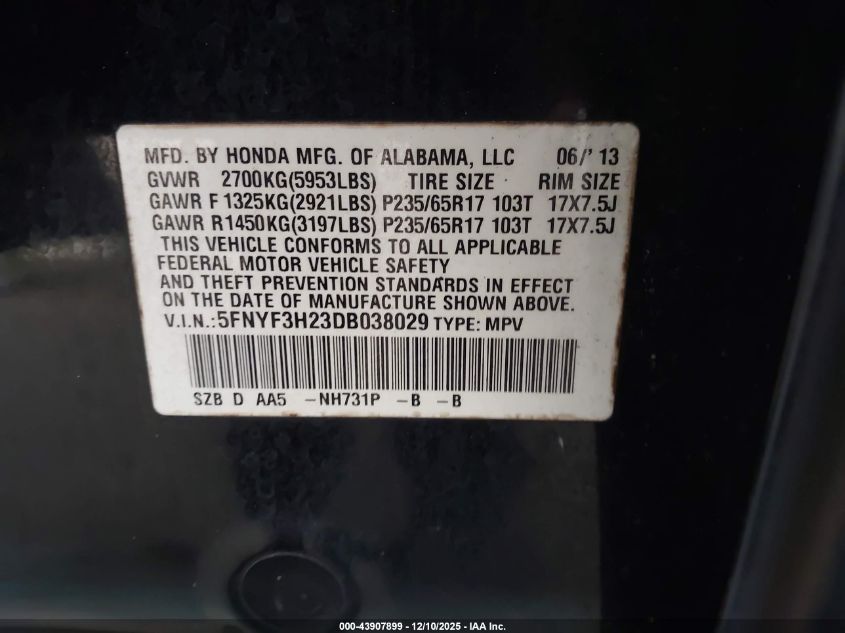 MFD. BY HONDA MFG. OF ALABAMA, LLC 06/' 13
GVWR 2700KG(5953LBS) TIRE SIZE RIM SIZE
GAWR F 1325KG(2921LBS) P235/65R17 103T 17X7.5J
GAWR R1450KG(3197LBS) P235/65R17 103T 17X7.5J
THIS VEHICLE CONFORMS TO ALL APPLICABLE
FEDERAL MOTOR VEHICLE SAFETY
AND THEFT PREVENTION STANDARDS IN EFFECT
ON THE DATE OF MANUFACTURE SHOWN ABOVE.
V.I.N.:5FNYF3H23DB038029 TYPE: MPV
SZB D AA5 -NH731P -B -B
000-43907899 - 12/10/2025 - IAA Inc.